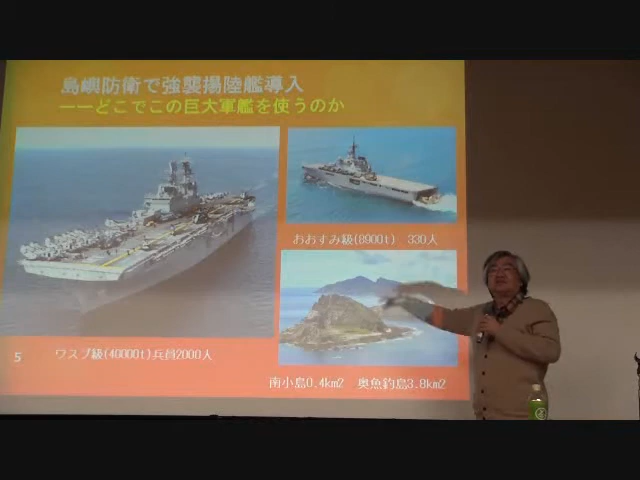 島嶼防衛で強襲揚陸艦導入
ーーどこでこの巨大軍艦を使うのか
おおすみ級(8900t) 330人
5
ワスプ級(40000t)兵員2000人
南小島0.4km2 奥魚釣島3.8km2